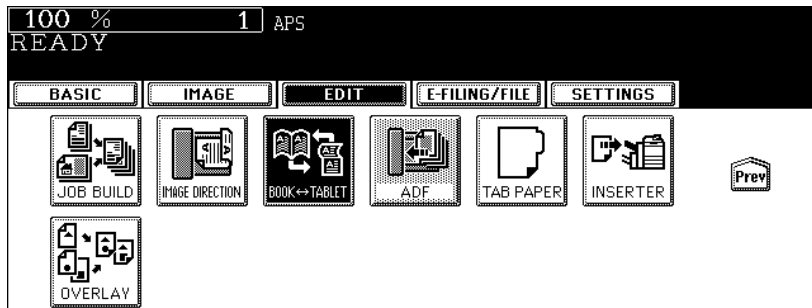 100 % 1 APS
READY
BASIC IMAGE EDIT E-FILING/FILE SETTINGS
JOB BUILD IMAGE DIRECTION BOOK↔TABLET ADF TAB PAPER INSERTER Prev
OVERLAY